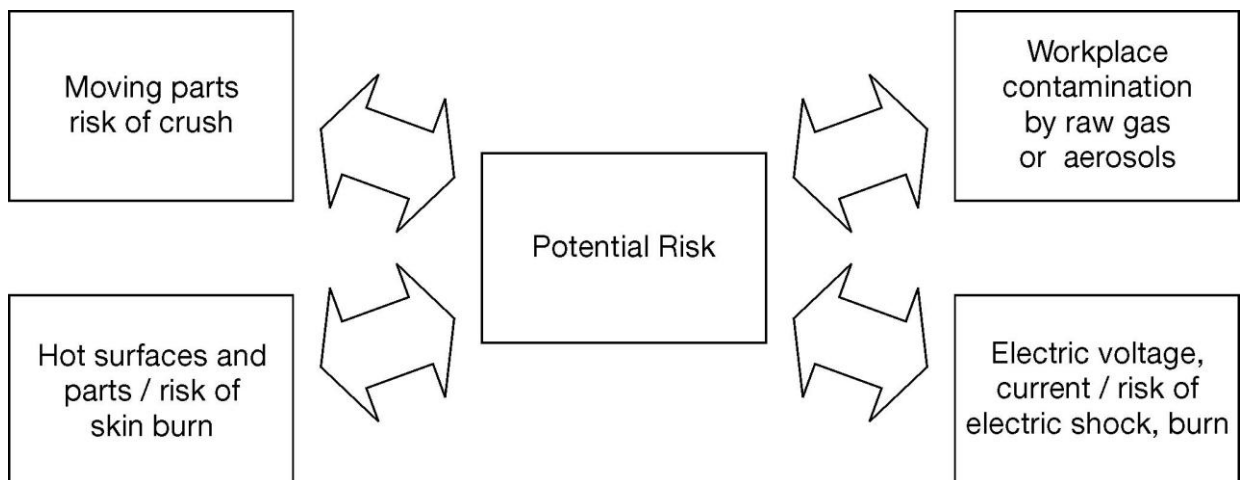 Moving parts
risk of crush
Workplace
contamination
by raw gas
or aerosols
Potential Risk
Hot surfaces and
parts / risk of
skin burn
Electric voltage,
current / risk of
electric shock, burn